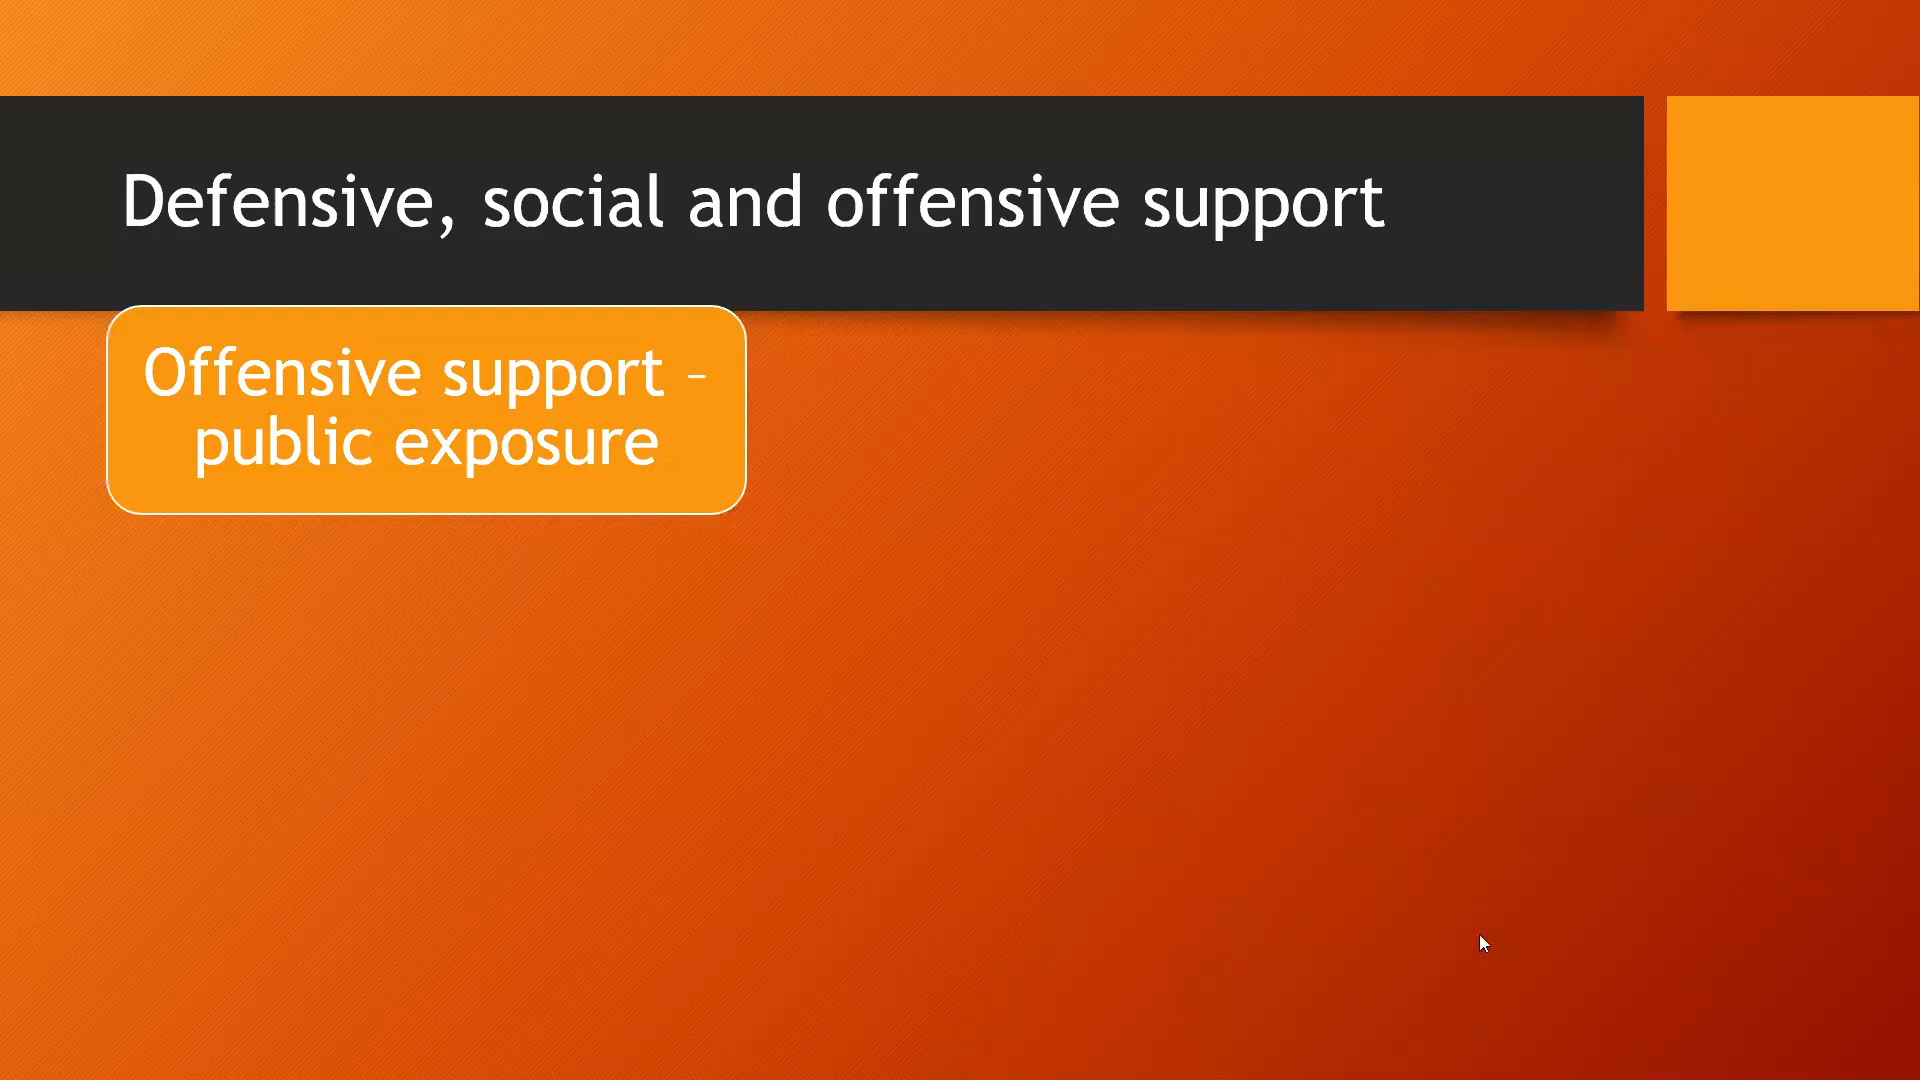 Defensive, social and offensive support
Offensive support –
public exposure